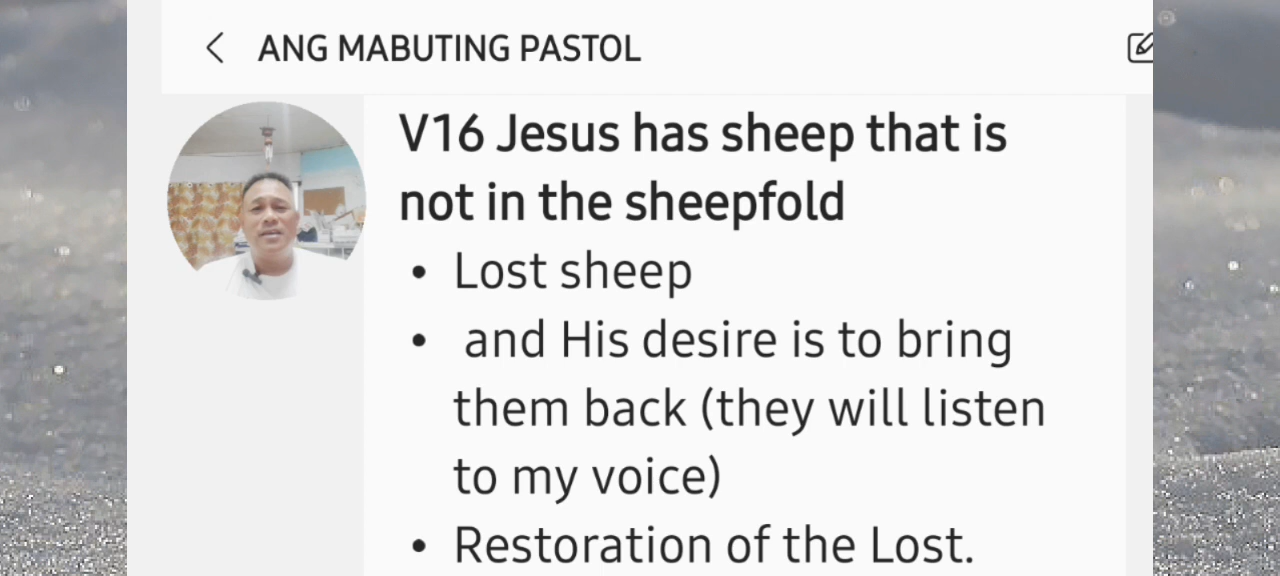 ANG MABUTING PASTOL
V16 Jesus has sheep that is
not in the sheepfold
• Lost sheep
• and His desire is to bring
them back (they will listen
to my voice)
• Restoration of the Lost.